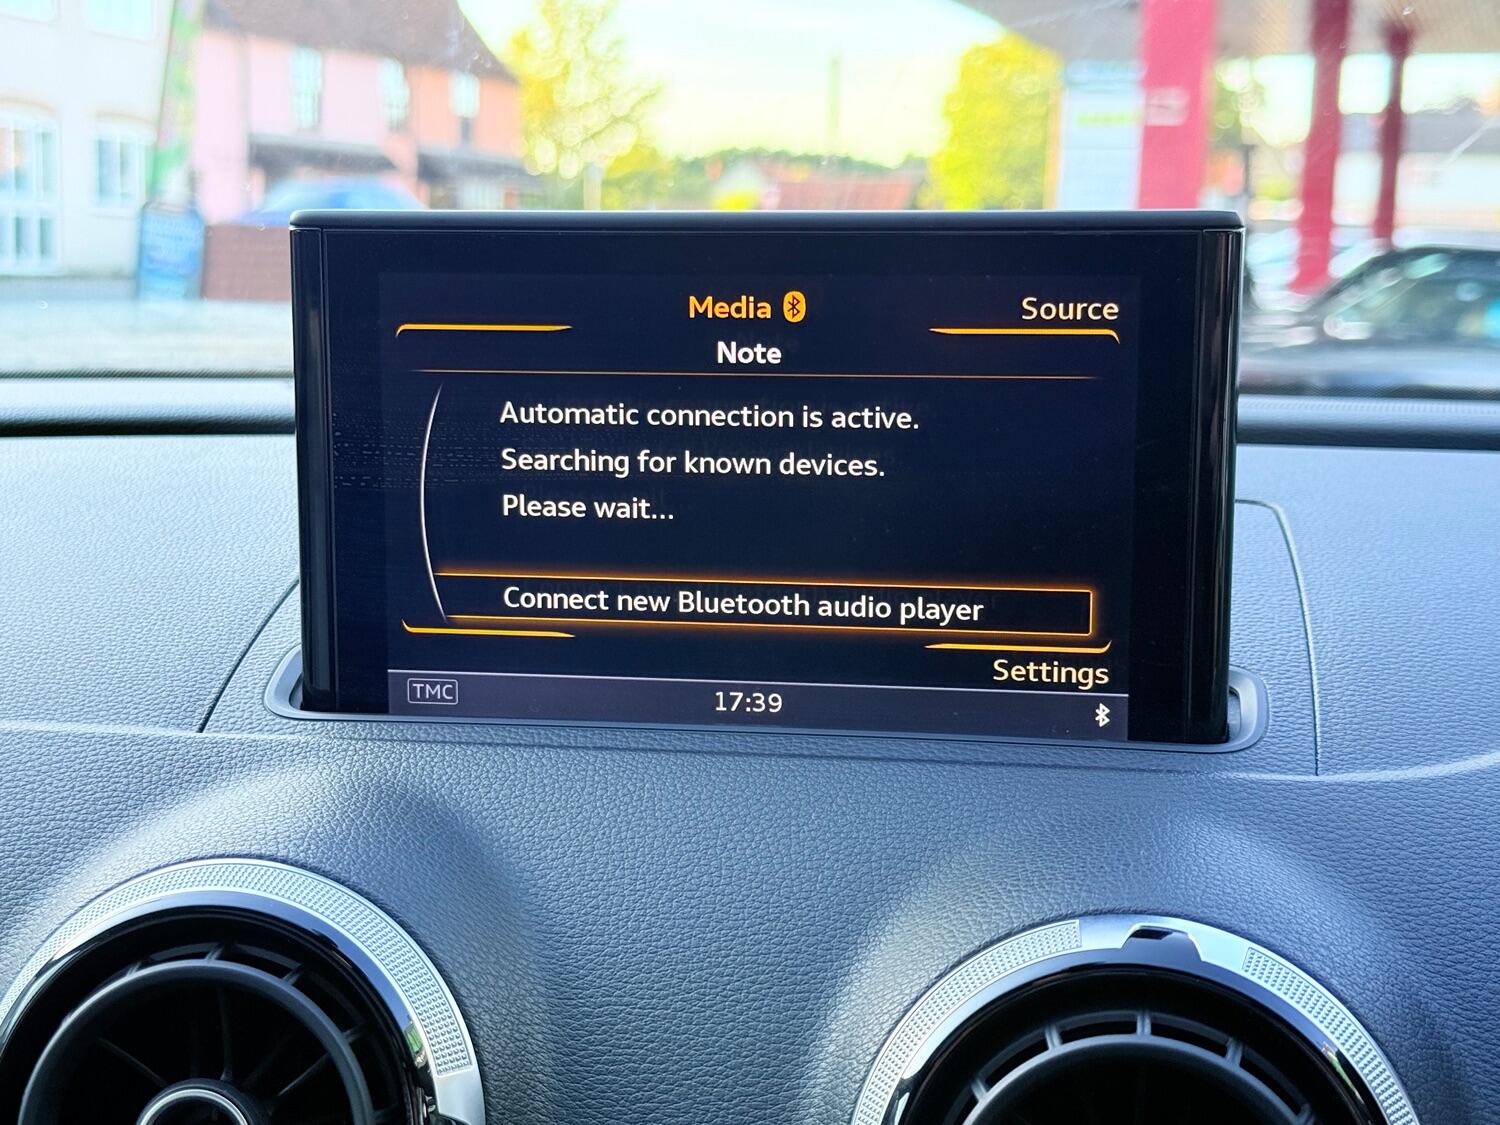 Media
Source
Note
Automatic connection is active.
Searching for known devices.
Please wait...
Connect new Bluetooth audio player
Settings
TMC
17:39